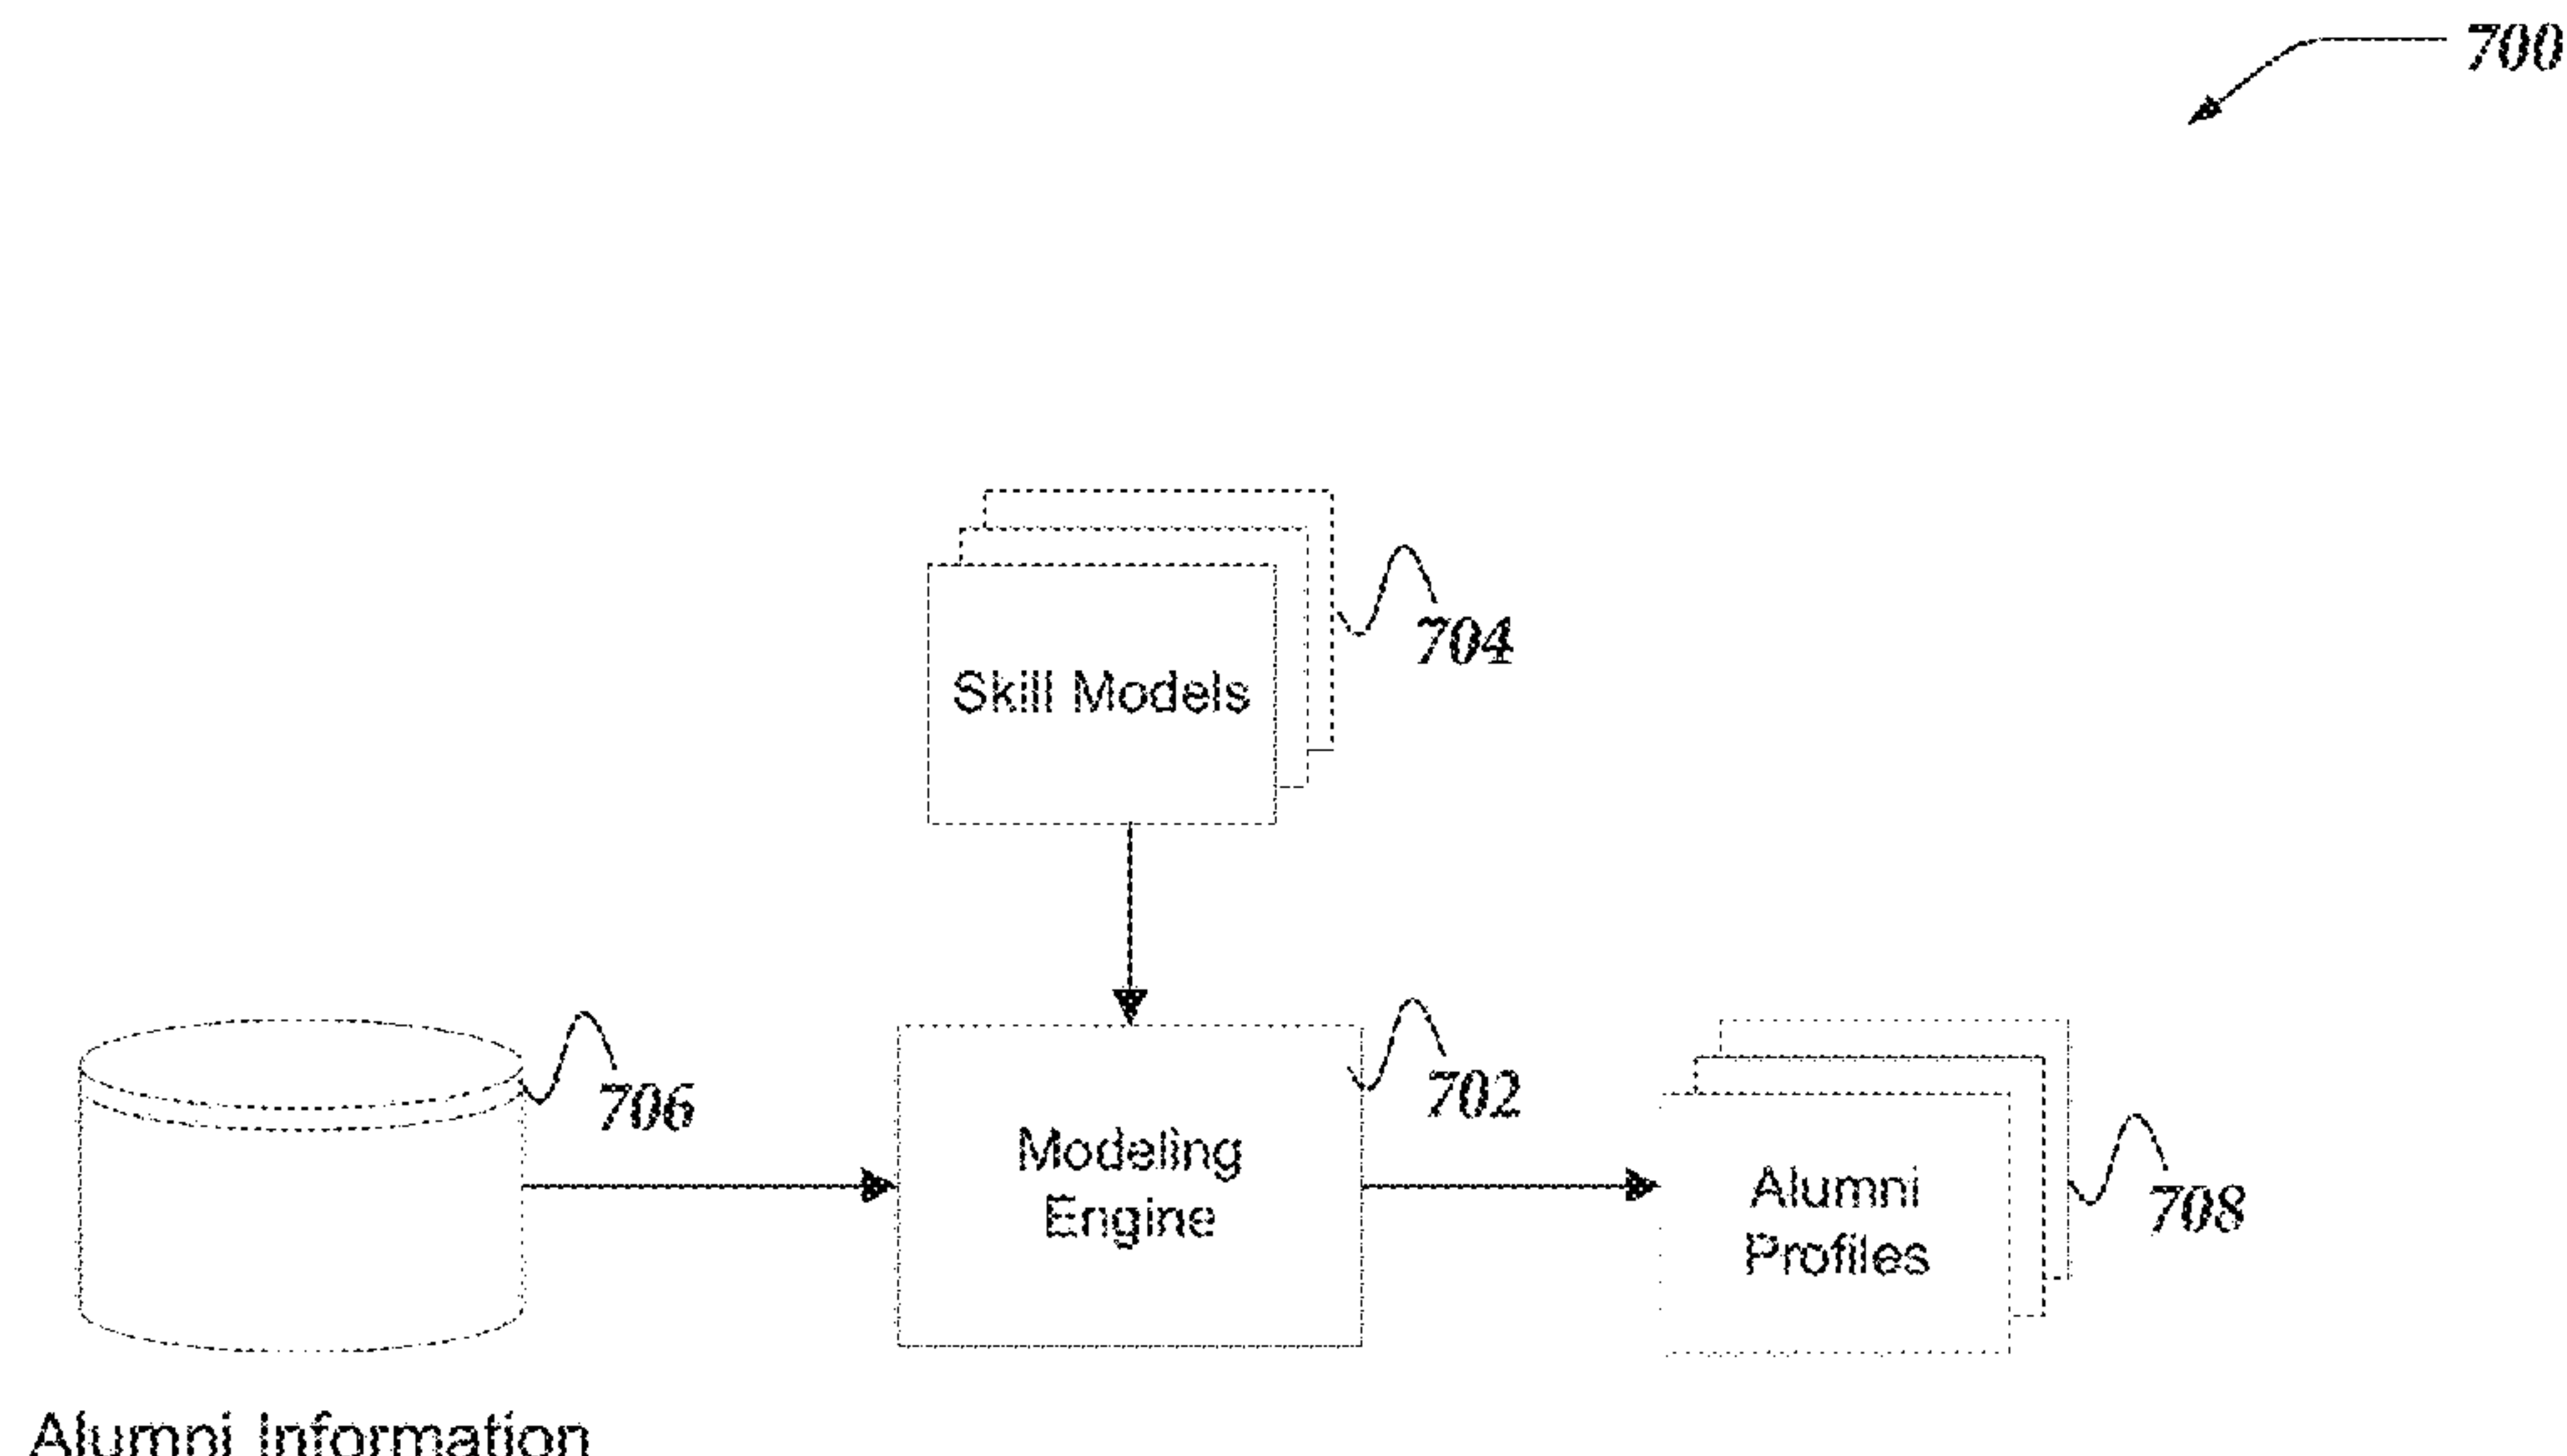 700
704
Skill Models
706
702
Modeling
Engine
Alumni
Profiles
708
Alumni Information